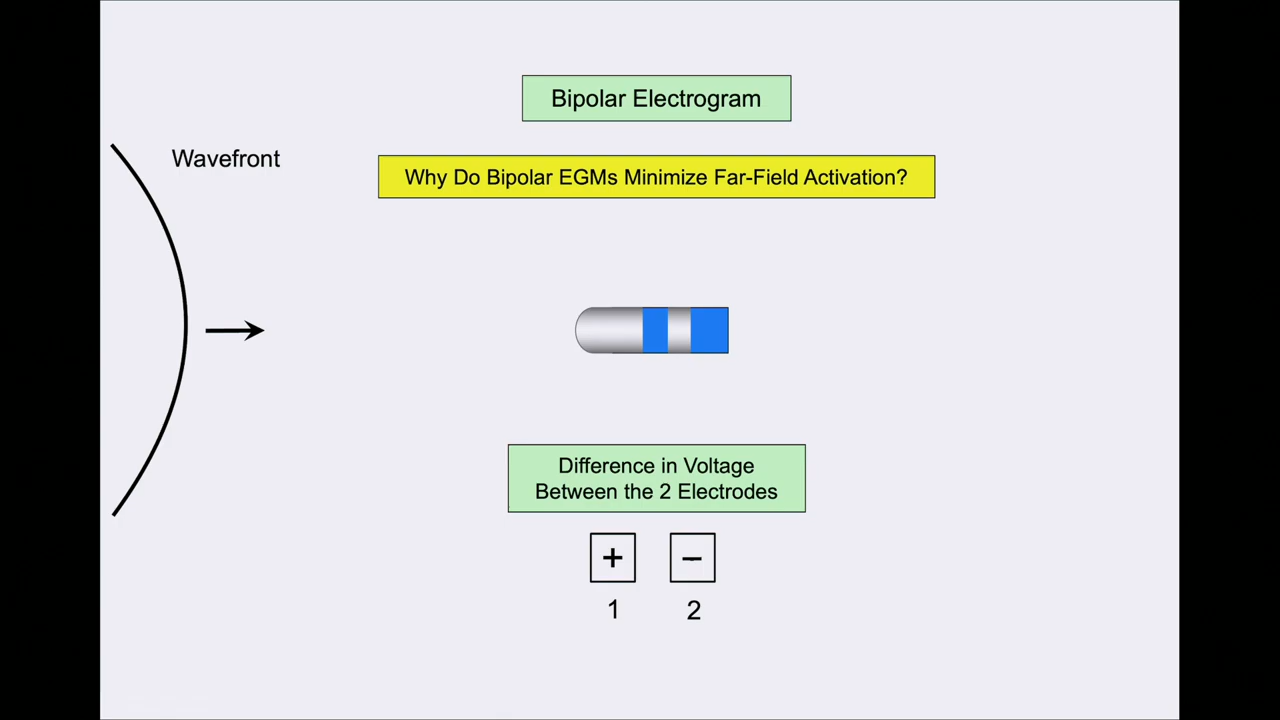 Bipolar Electrogram
Wavefront
Why Do Bipolar EGMs Minimize Far-Field Activation?
Difference in Voltage
Between the 2 Electrodes
+ −
1 2